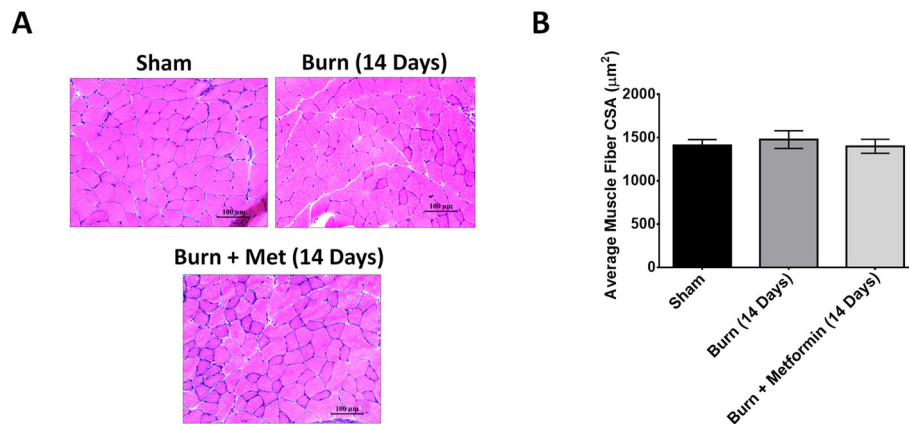 A
Sham
Burn (14 Days)
100 μm
100 μm
Burn + Met (14 Days)
100 μm
B
Average Muscle Fiber CSA (μm²)
2000
1500
1000
500
0
Sham
Burn (14 Days)
Burn + Metformin (14 Days)